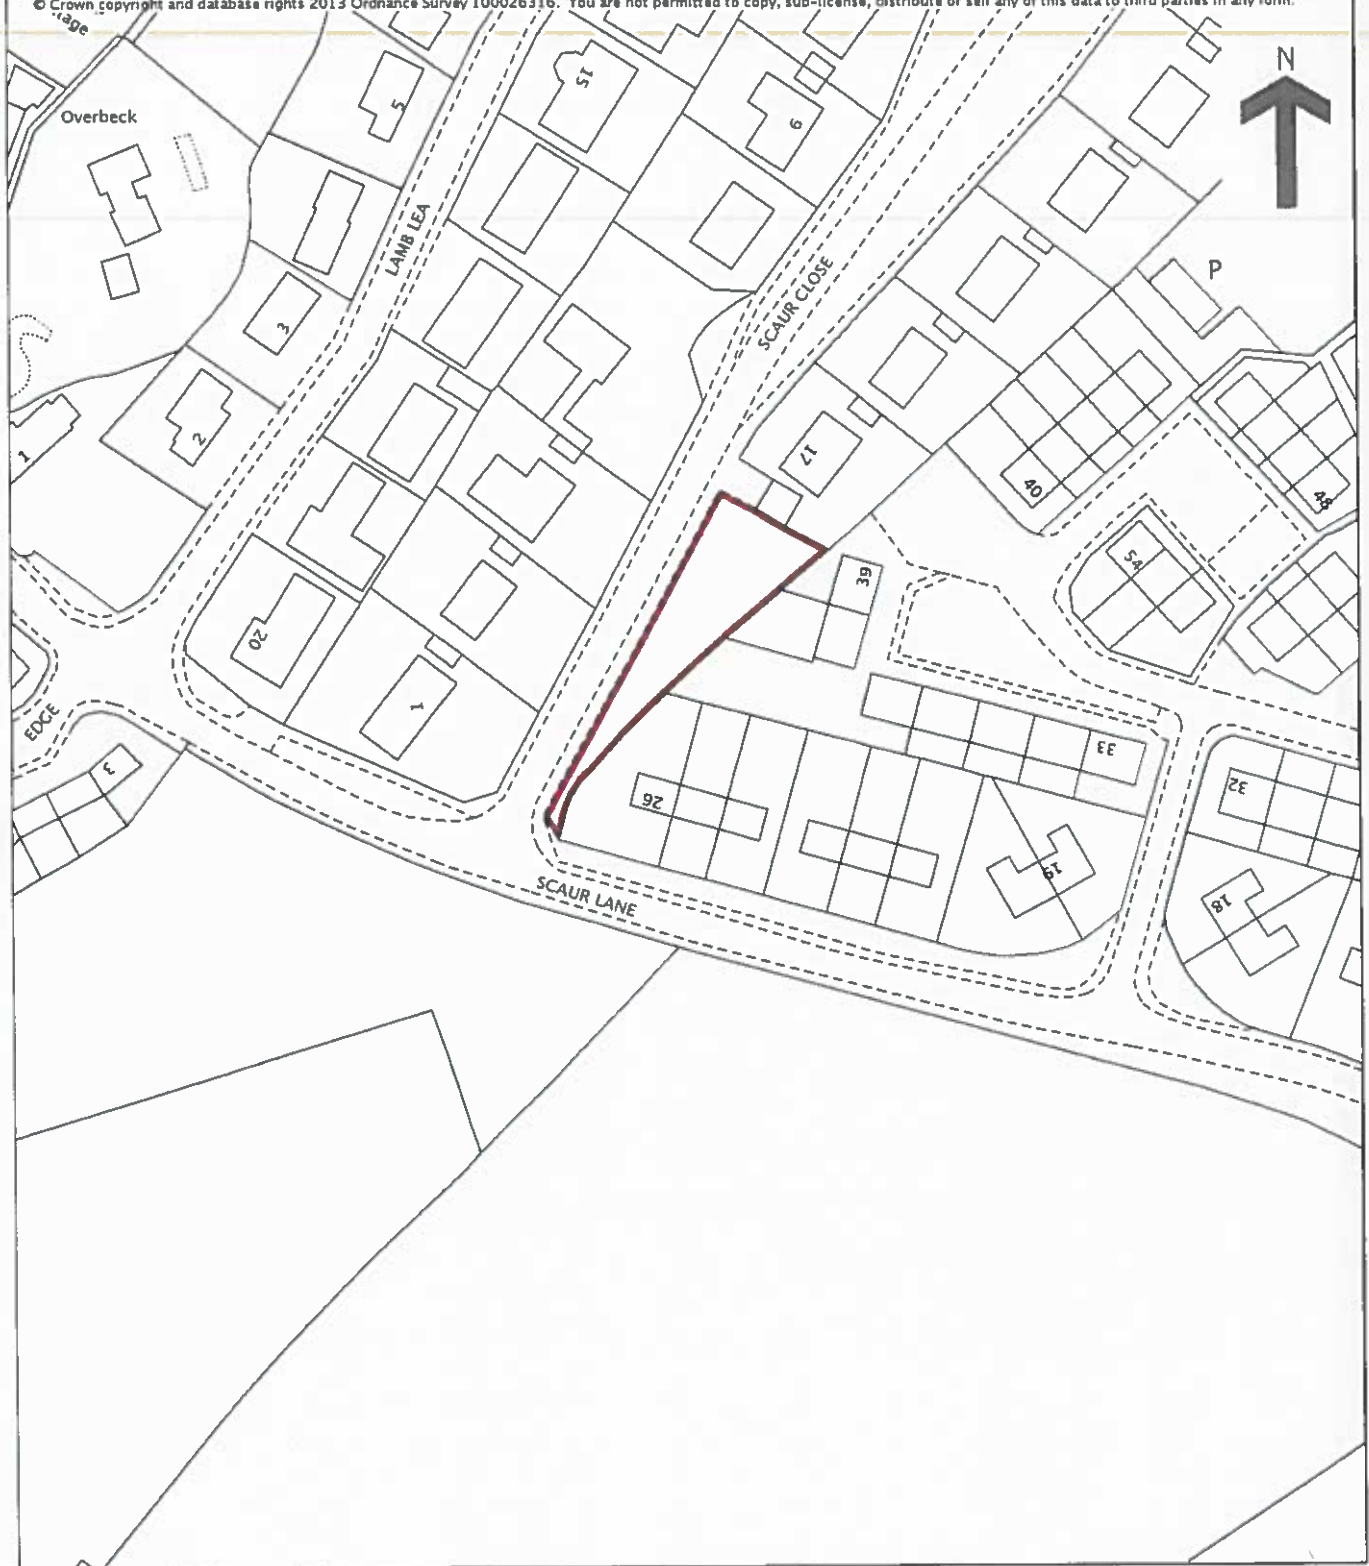 © Crown copyright and database rights 2013 Ordnance Survey 100026316. You are not permitted to copy, sub-license, distribute or sell any of this data to third parties in any form.
N
Overbeck
5
15
6
LAMB LEA
SCAUR CLOSE
P
3
2
1
17
40
48
54
39
20
1
EDGE
3
26
33
32
19
18
SCAUR LANE